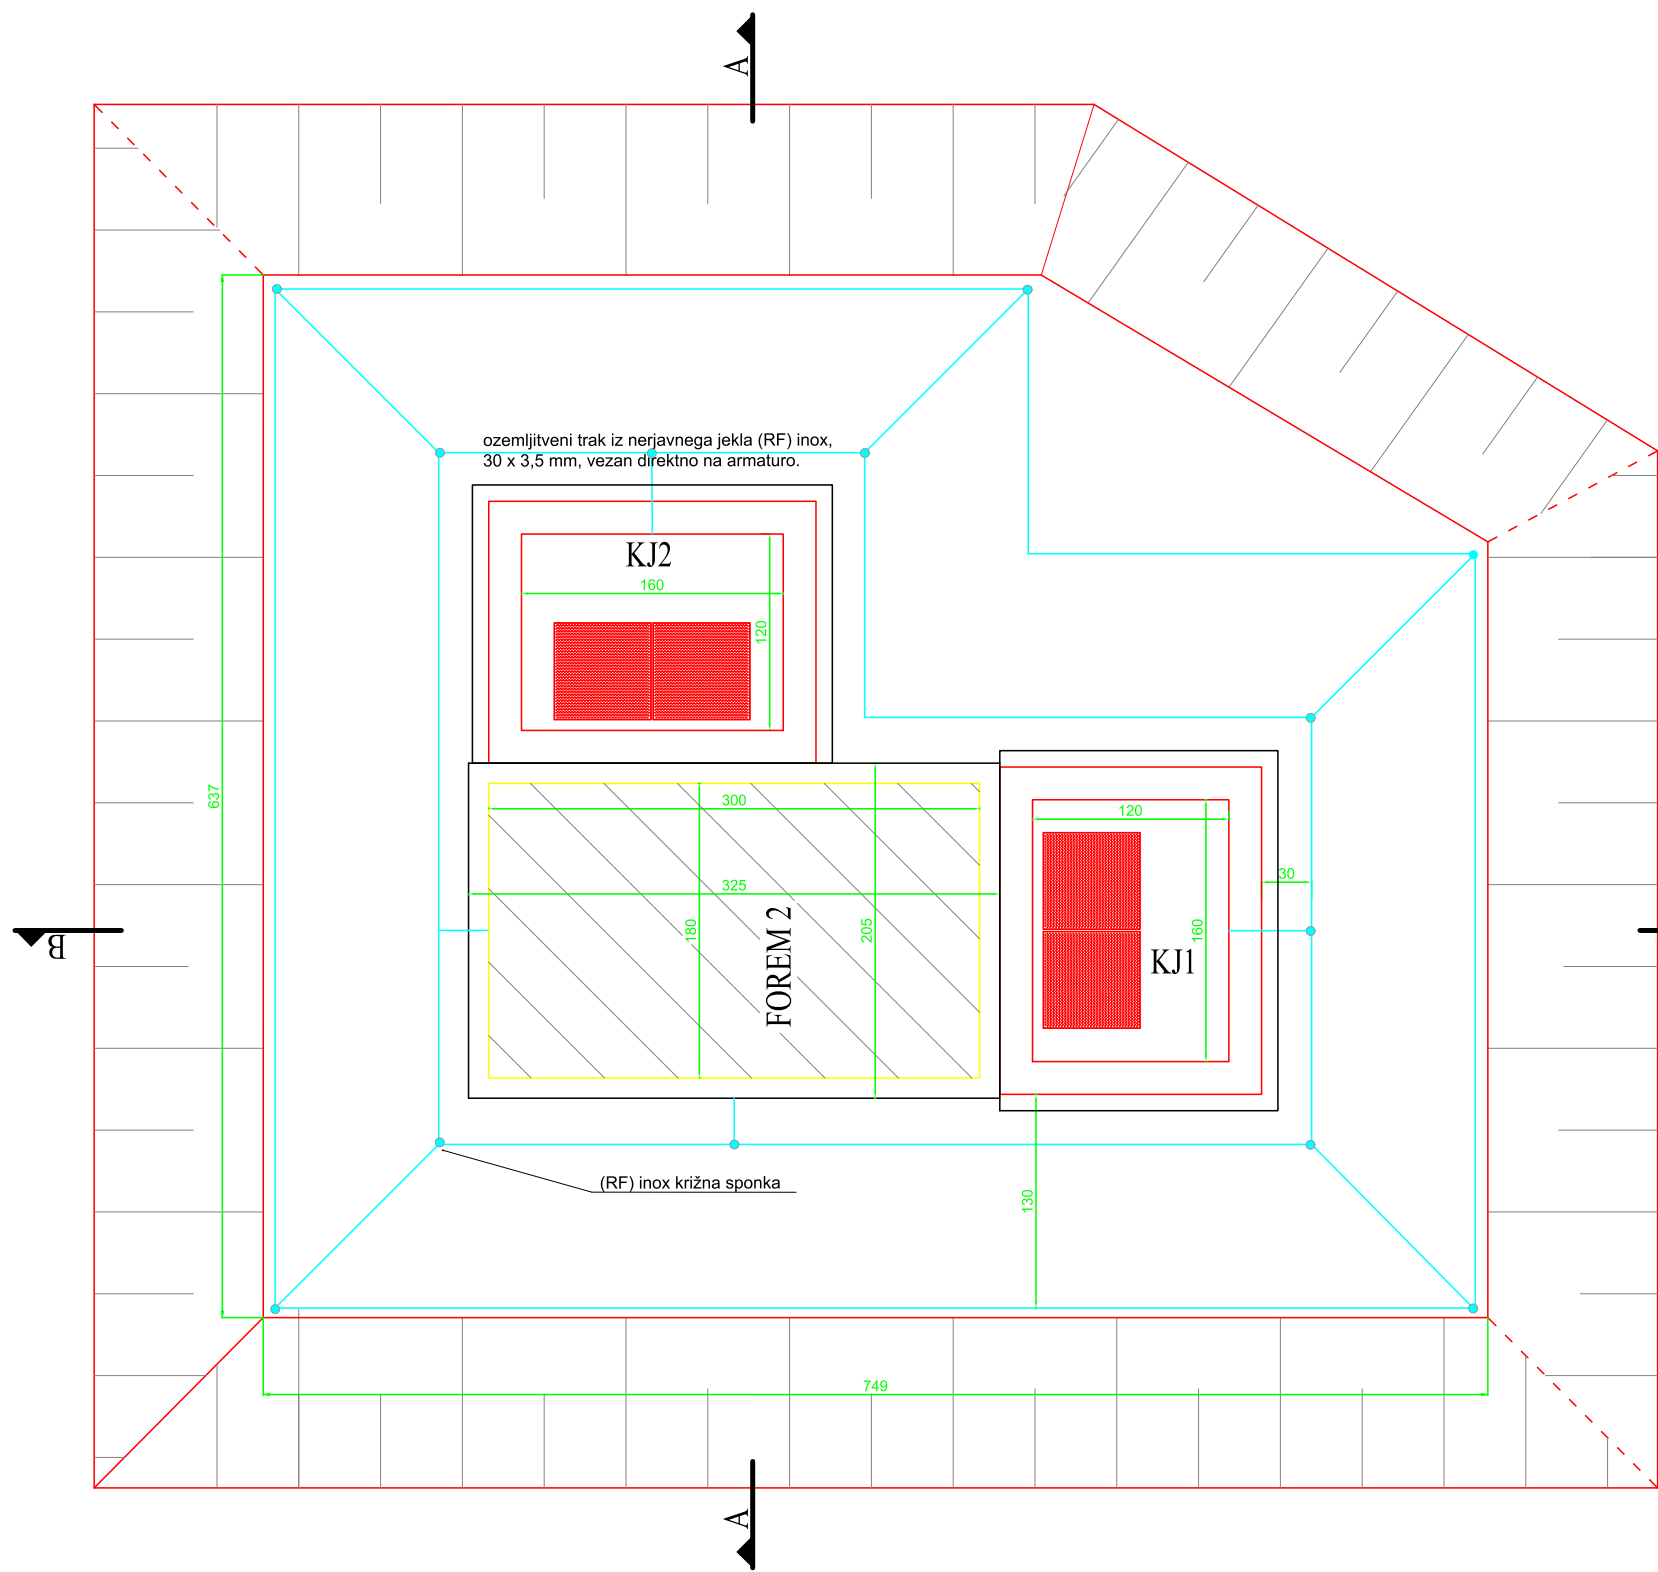 A
ozemljitveni trak iz nerjavnega jekla (RF) inox,
30 x 3,5 mm, vezan direktno na armaturo.
KJ2
160
120
637
300
120
325
30
180
205
160
FOREM 2
KJ1
B
(RF) inox križna sponka
130
749
A